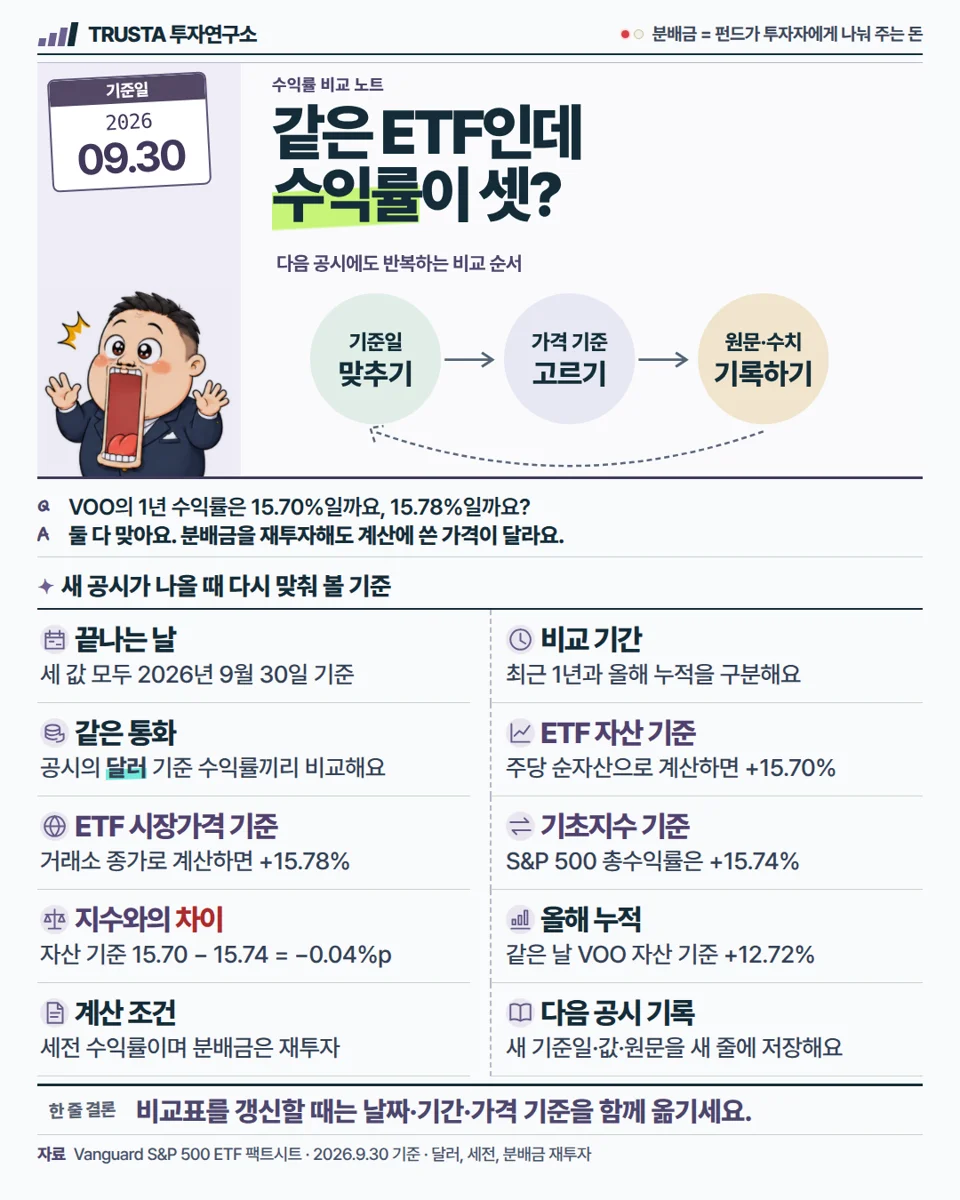 TRUSTA 투자연구소
분배금 = 펀드가 투자자에게 나눠 주는 돈
기준일
2026
09.30
수익률 비교 노트
같은 ETF인데
수익률이 셋?
다음 공시에도 반복하는 비교 순서
기준일
맞추기
가격 기준
고르기
원문·수치
기록하기
Q VOO의 1년 수익률은 15.70%일까요, 15.78%일까요?
A 둘 다 맞아요. 분배금을 재투자해도 계산에 쓴 가격이 달라요.
새 공시가 나올 때 다시 맞춰 볼 기준
끝나는 날
세 값 모두 2026년 9월 30일 기준
비교 기간
최근 1년과 올해 누적을 구분해요
같은 통화
공시의 달러 기준 수익률끼리 비교해요
ETF 자산 기준
주당 순자산으로 계산하면 +15.70%
ETF 시장가격 기준
거래소 종가로 계산하면 +15.78%
기초지수 기준
S&P 500 총수익률은 +15.74%
지수와의 차이
자산 기준 15.70 − 15.74 = −0.04%p
올해 누적
같은 날 VOO 자산 기준 +12.72%
계산 조건
세전 수익률이며 분배금은 재투자
다음 공시 기록
새 기준일·값·원문을 새 줄에 저장해요
한 줄 결론 비교표를 갱신할 때는 날짜·기간·가격 기준을 함께 옮기세요.
자료 Vanguard S&P 500 ETF 팩트시트 · 2026.9.30 기준 · 달러, 세전, 분배금 재투자